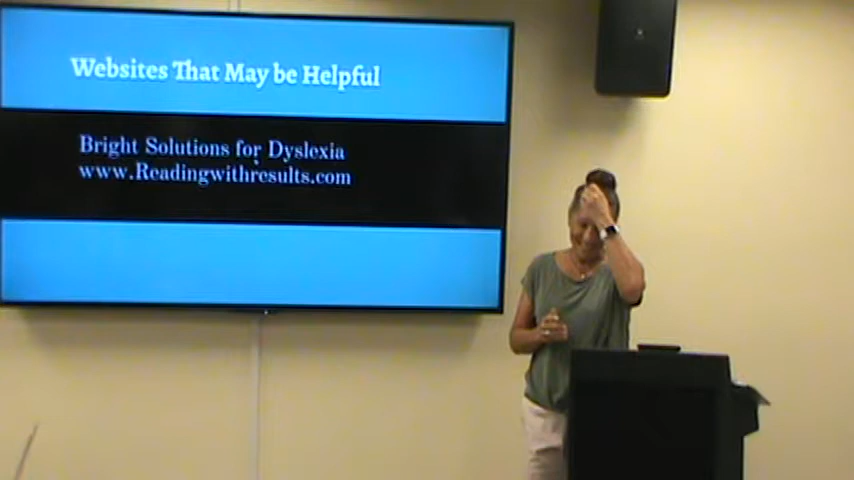 Websites That May be Helpful
Bright Solutions for Dyslexia
www.Readingwithresults.com